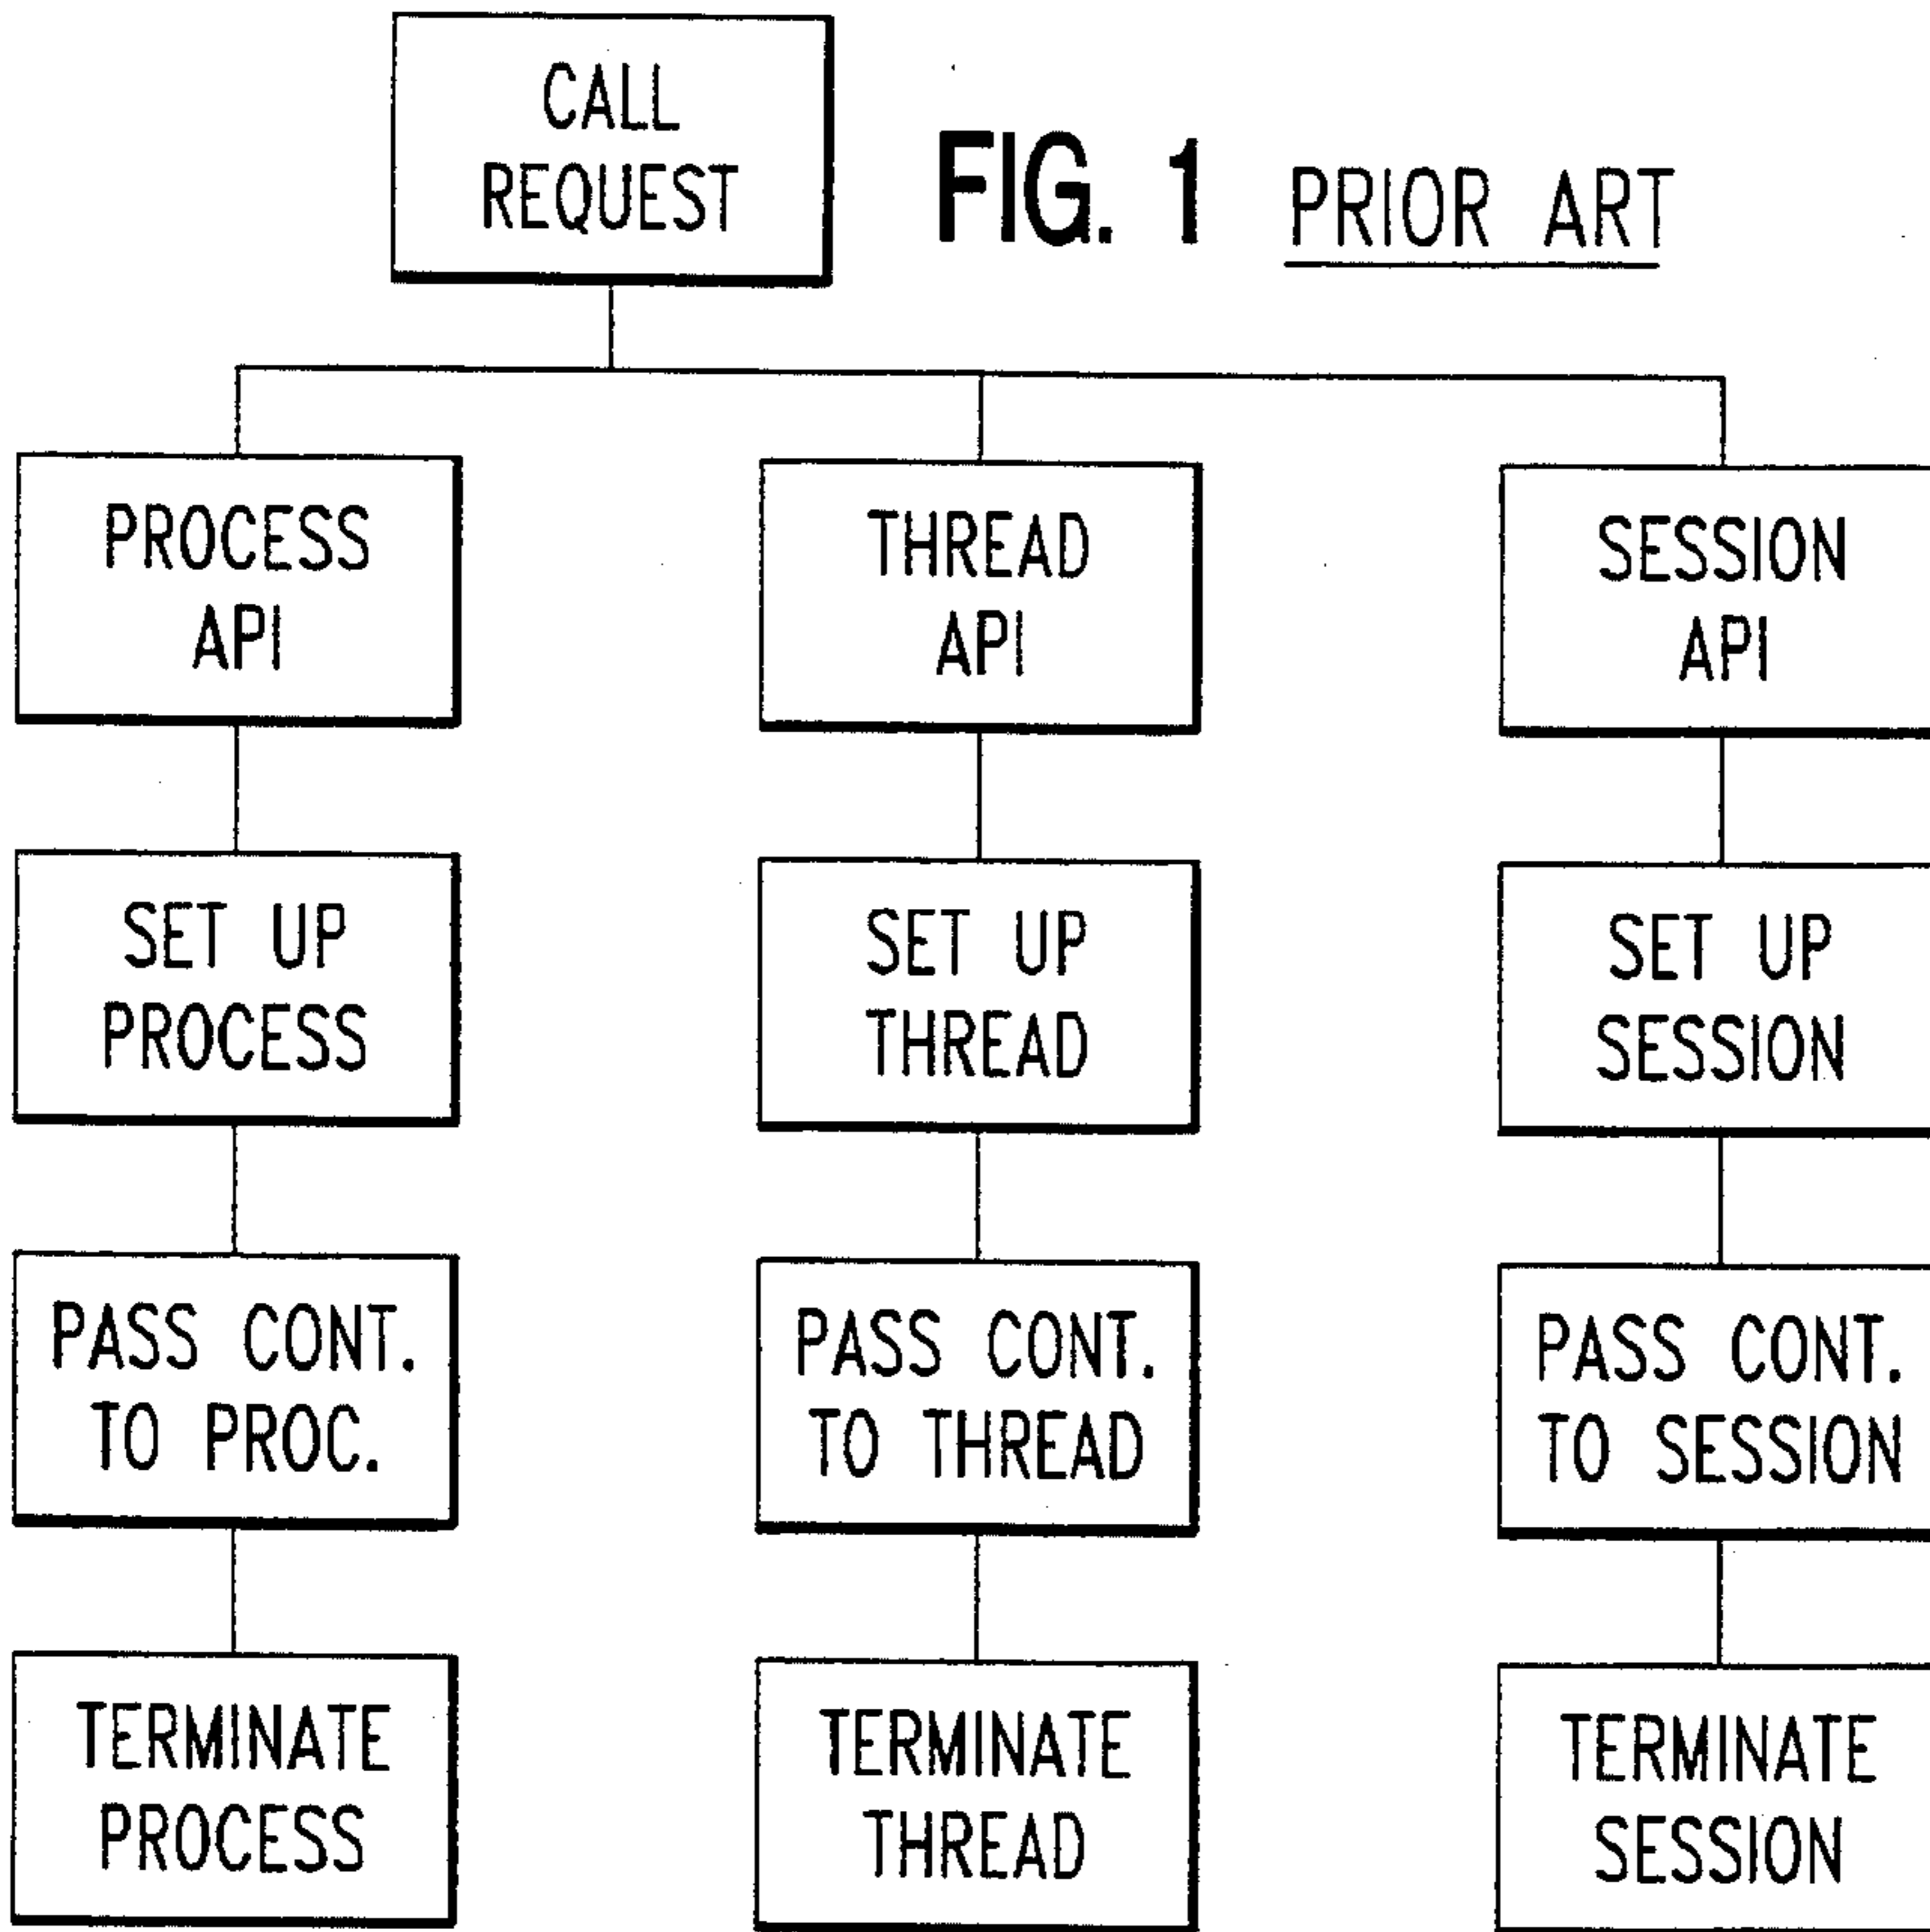 CALL
REQUEST
FIG. 1 PRIOR ART
PROCESS
API
THREAD
API
SESSION
API
SET UP
PROCESS
SET UP
THREAD
SET UP
SESSION
PASS CONT.
TO PROC.
PASS CONT.
TO THREAD
PASS CONT.
TO SESSION
TERMINATE
PROCESS
TERMINATE
THREAD
TERMINATE
SESSION